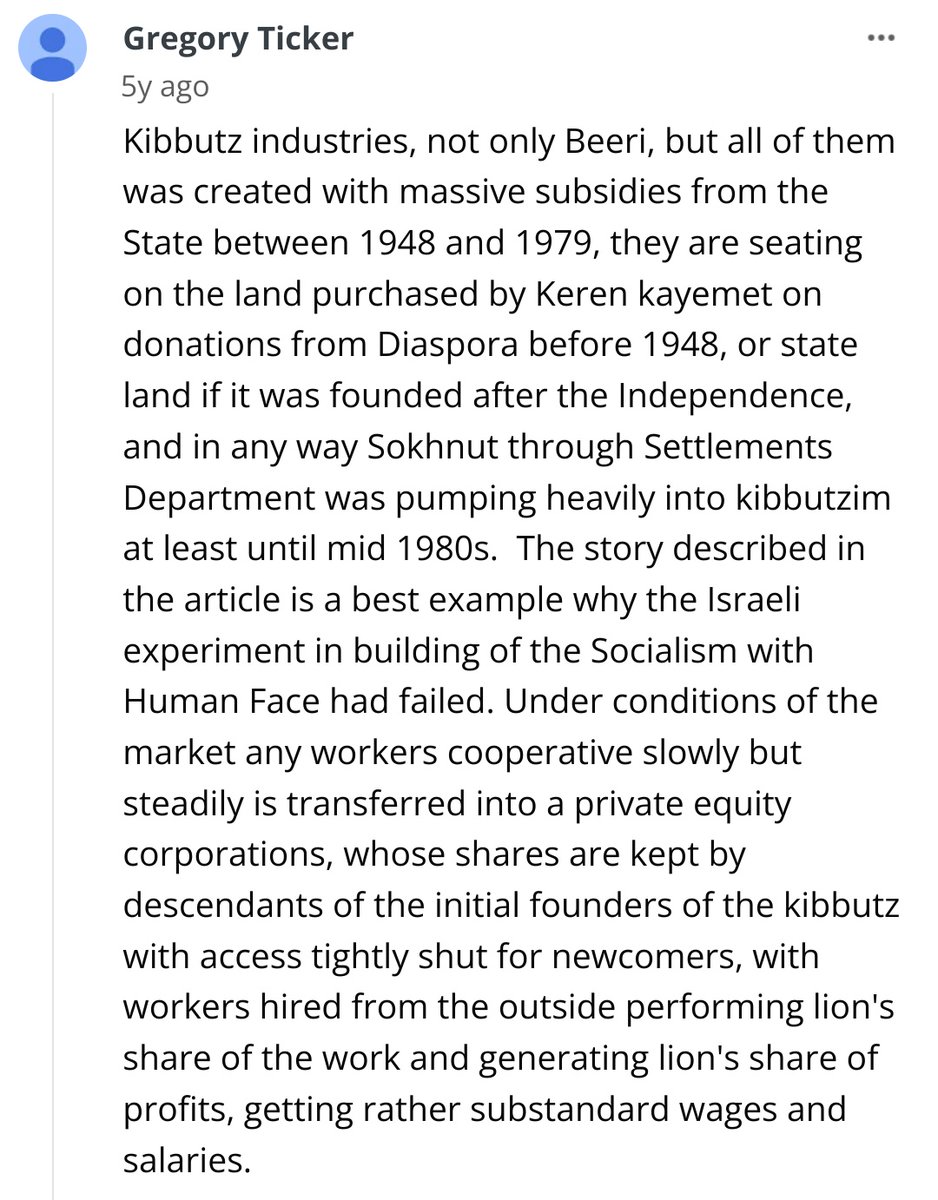 Gregory Ticker
5y ago
Kibbutz industries, not only Beeri, but all of them
was created with massive subsidies from the
State between 1948 and 1979, they are seating
on the land purchased by Keren kayemet on
donations from Diaspora before 1948, or state
land if it was founded after the Independence,
and in any way Sokhnut through Settlements
Department was pumping heavily into kibbutzim
at least until mid 1980s.  The story described in
the article is a best example why the Israeli
experiment in building of the Socialism with
Human Face had failed. Under conditions of the
market any workers cooperative slowly but
steadily is transferred into a private equity
corporations, whose shares are kept by
descendants of the initial founders of the kibbutz
with access tightly shut for newcomers, with
workers hired from the outside performing lion's
share of the work and generating lion's share of
profits, getting rather substandard wages and
salaries.